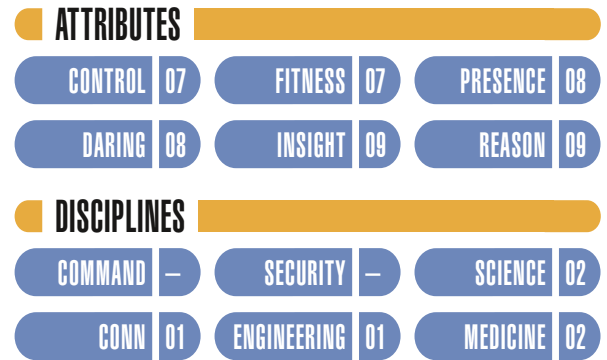 ATTRIBUTES
CONTROL 07 FITNESS 07 PRESENCE 08
DARING 08 INSIGHT 09 REASON 09
DISCIPLINES
COMMAND – SECURITY – SCIENCE 02
CONN 01 ENGINEERING 01 MEDICINE 02